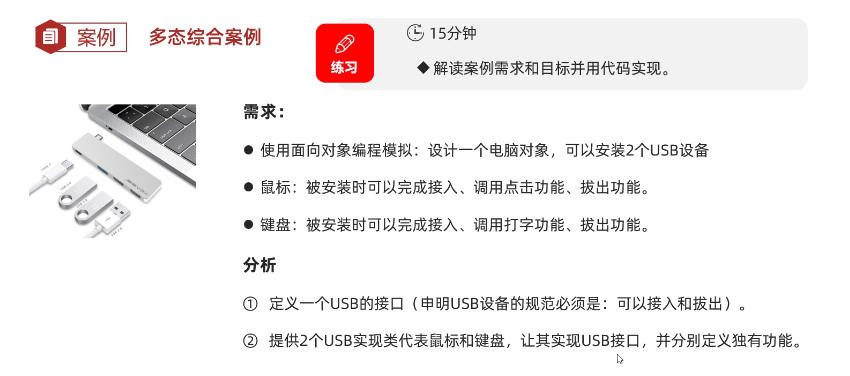 案例 多态综合案例
练习
15分钟
◆ 解读案例需求和目标并用代码实现。
需求：
● 使用面向对象编程模拟：设计一个电脑对象，可以安装2个USB设备
● 鼠标：被安装时可以完成接入、调用点击功能、拔出功能。
● 键盘：被安装时可以完成接入、调用打字功能、拔出功能。
分析
① 定义一个USB的接口（申明USB设备的规范必须是：可以接入和拔出）。
② 提供2个USB实现类代表鼠标和键盘，让其实现USB接口，并分别定义独有功能。